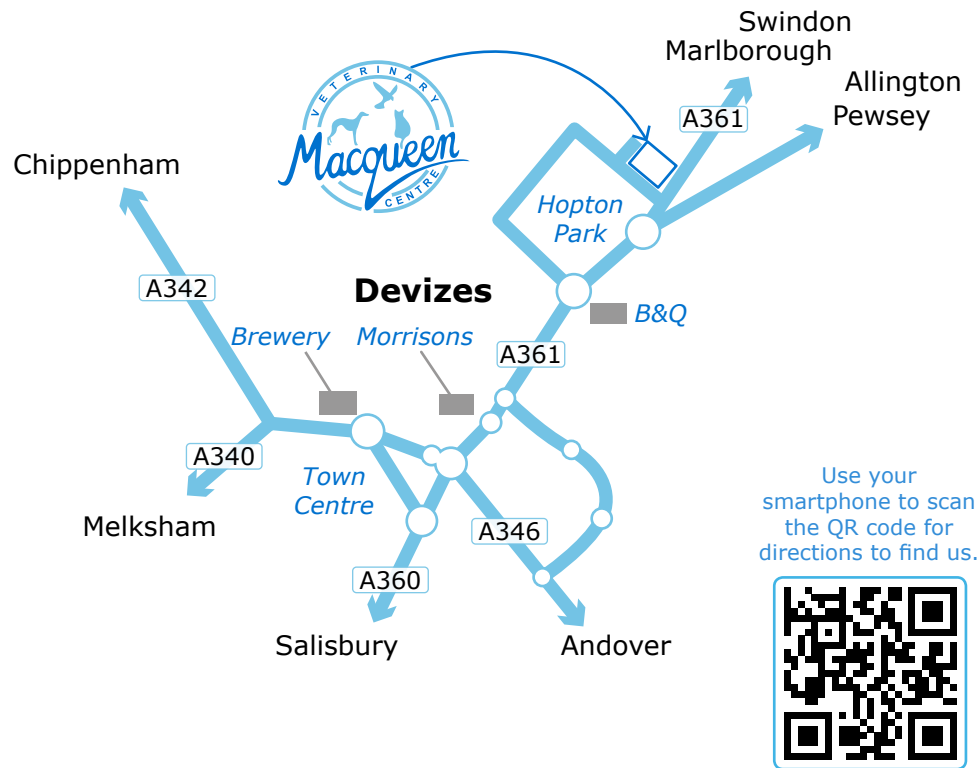 Swindon
Marlborough
Allington
Pewsey
A361
VETERINARY
Macqueen
CENTRE
Chippenham
Hopton
Park
A342
Devizes
B&Q
Brewery
Morrisons
A361
A340
Town
Centre
Melksham
A346
A360
Salisbury
Andover
Use your
smartphone to scan
the QR code for
directions to find us.